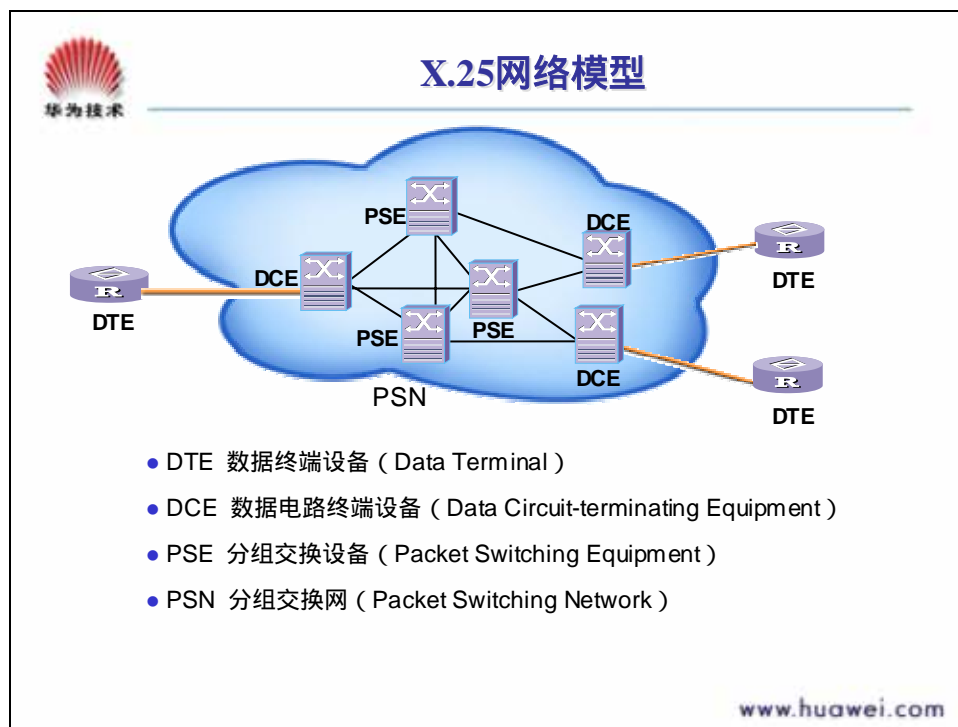 华为技术
X.25网络模型
PSE
DCE
DCE
DTE
R
R
DTE
PSE
PSE
DCE
R
DTE
PSN
● DTE 数据终端设备（Data Terminal）
● DCE 数据电路终端设备（Data Circuit-terminating Equipment）
● PSE 分组交换设备（Packet Switching Equipment）
● PSN 分组交换网（Packet Switching Network）
www.huawei.com